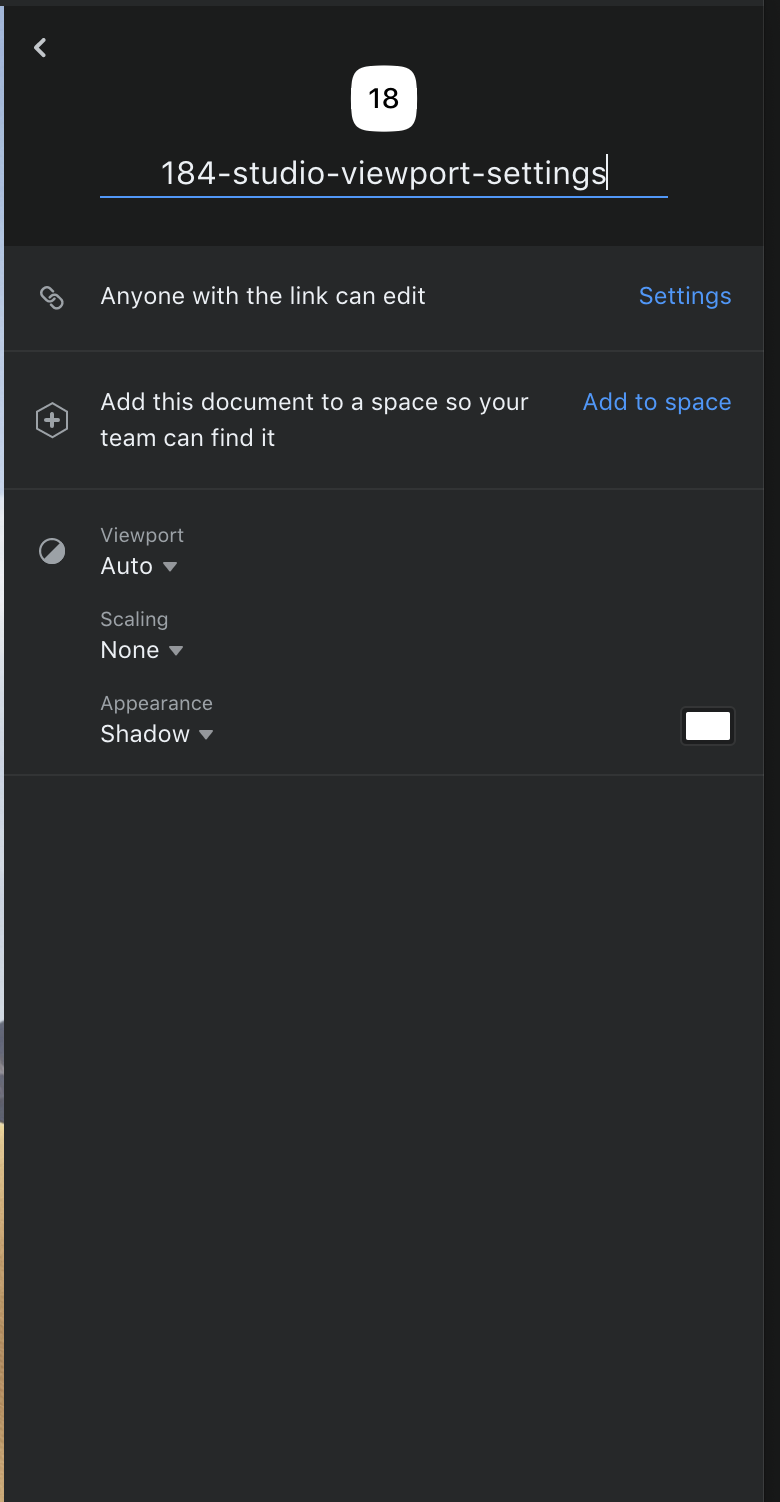 18
184-studio-viewport-settings
Anyone with the link can edit
Settings
Add this document to a space so your
team can find it
Add to space
Viewport
Auto
Scaling
None
Appearance
Shadow